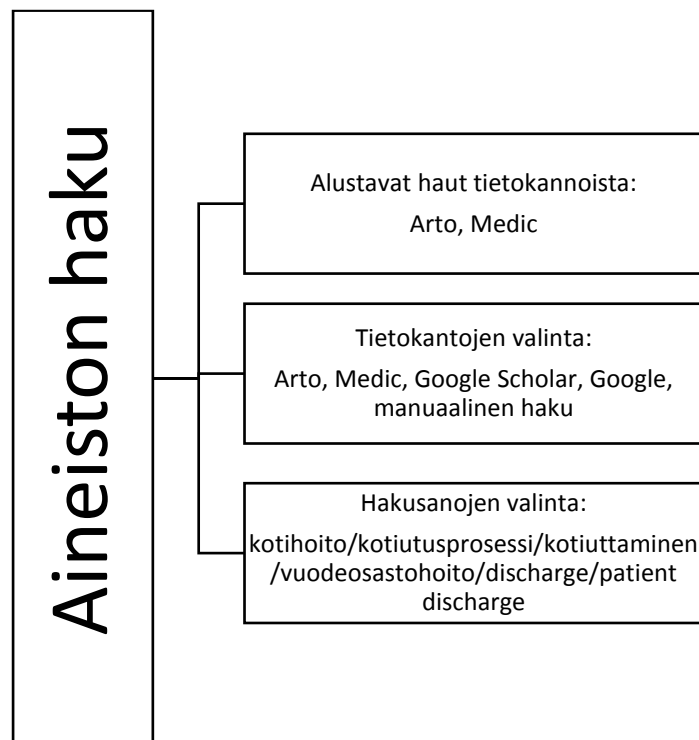 Aineiston haku
Alustavat haut tietokannoista:
Arto, Medic
Tietokantojen valinta:
Arto, Medic, Google Scholar, Google,
manuaalinen haku
Hakusanojen valinta:
kotihoito/kotiutusprosessi/kotiuttaminen
/vuodeosastohoito/discharge/patient
discharge